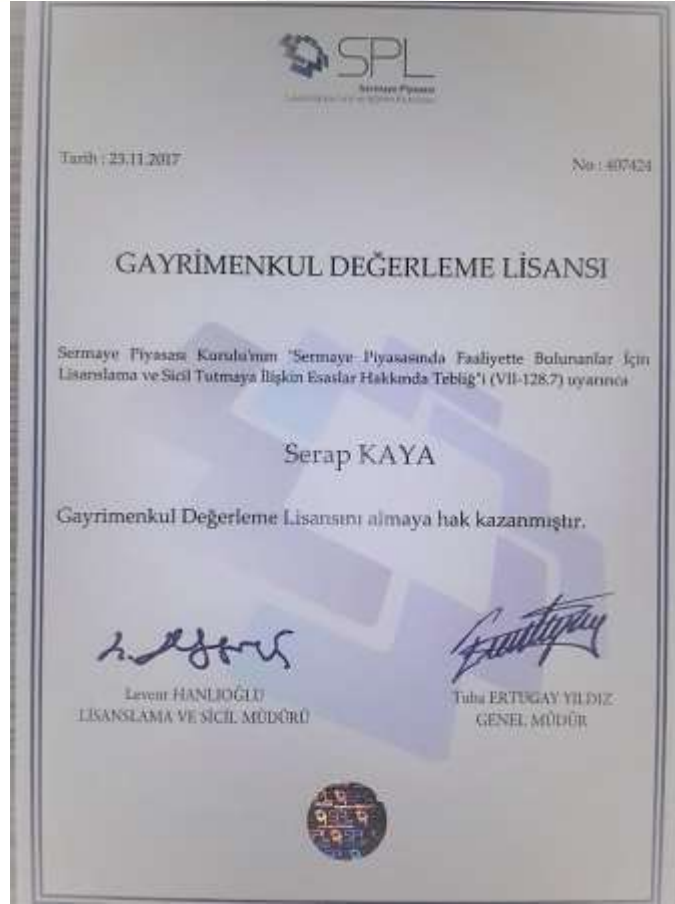 SPL
Sermaye Piyasası
Tarih : 23.11.2017
No : 407424
GAYRİMENKUL DEĞERLEME LİSANSI
Sermaye Piyasası Kurulu'nun "Sermaye Piyasasında Faaliyette Bulunanlar İçin
Lisanslama ve Sicil Tutmaya İlişkin Esaslar Hakkında Tebliğ"i (VII-128.7) uyarınca
Serap KAYA
Gayrimenkul Değerleme Lisansını almaya hak kazanmıştır.
Levent HANLIOĞLU
LİSANSLAMA VE SİCİL MÜDÜRÜ
Tuba ERTUGAY YILDIZ
GENEL MÜDÜR